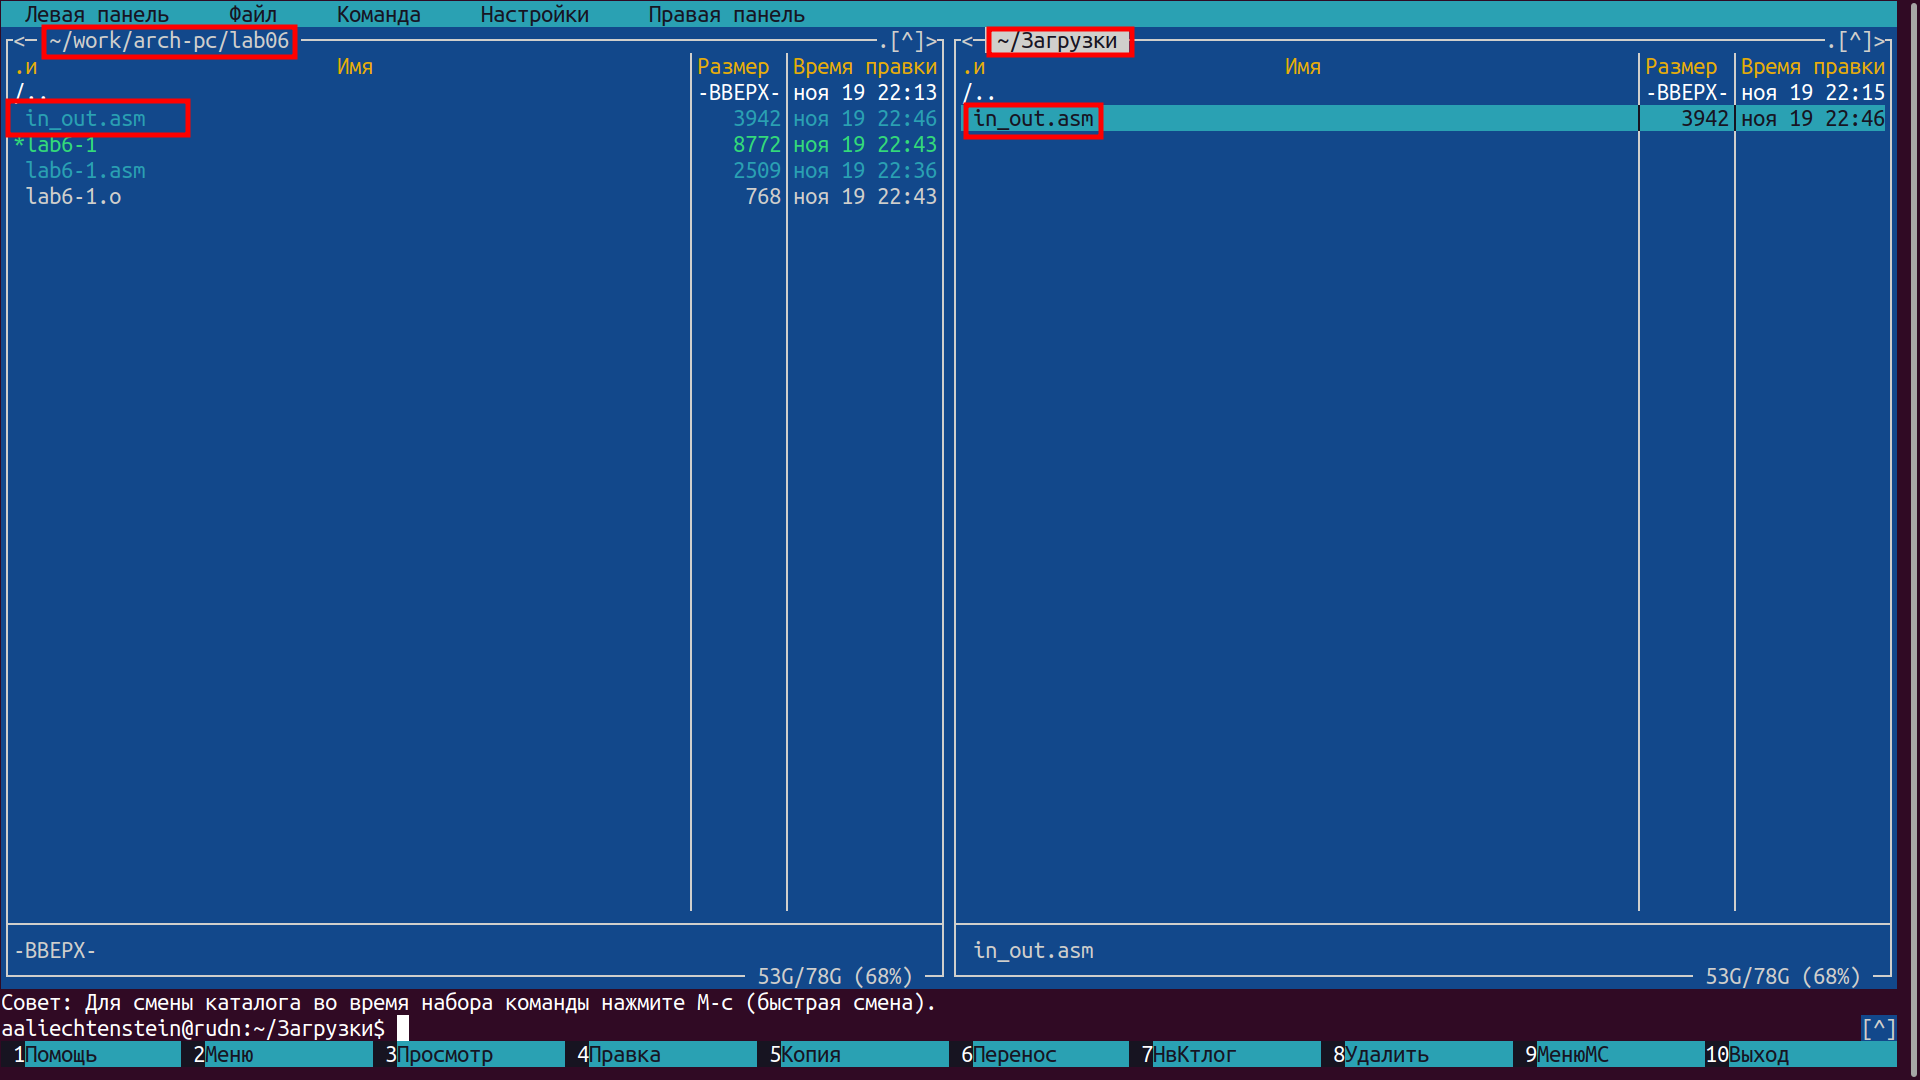 Левая панель Файл Команда Настройки Правая панель
<─ ~/work/arch-pc/lab06 .[^]> <─ ~/Загрузки .[^]>
.и Имя Размер Время правки .и Имя Размер Время правки
/.. -ВВЕРХ- ноя 19 22:13 /.. -ВВЕРХ- ноя 19 22:15
in_out.asm 3942 ноя 19 22:46 in_out.asm 3942 ноя 19 22:46
*lab6-1 8772 ноя 19 22:43
lab6-1.asm 2509 ноя 19 22:36
lab6-1.o 768 ноя 19 22:43
-ВВЕРХ- in_out.asm
53G/78G (68%) 53G/78G (68%)
Совет: Для смены каталога во время набора команды нажмите M-c (быстрая смена).
aaliechtenstein@rudn:~/Загрузки$ [^]
1Помощь 2Меню 3Просмотр 4Правка 5Копия 6Перенос 7НвКтлог 8Удалить 9МенюMC 10Выход